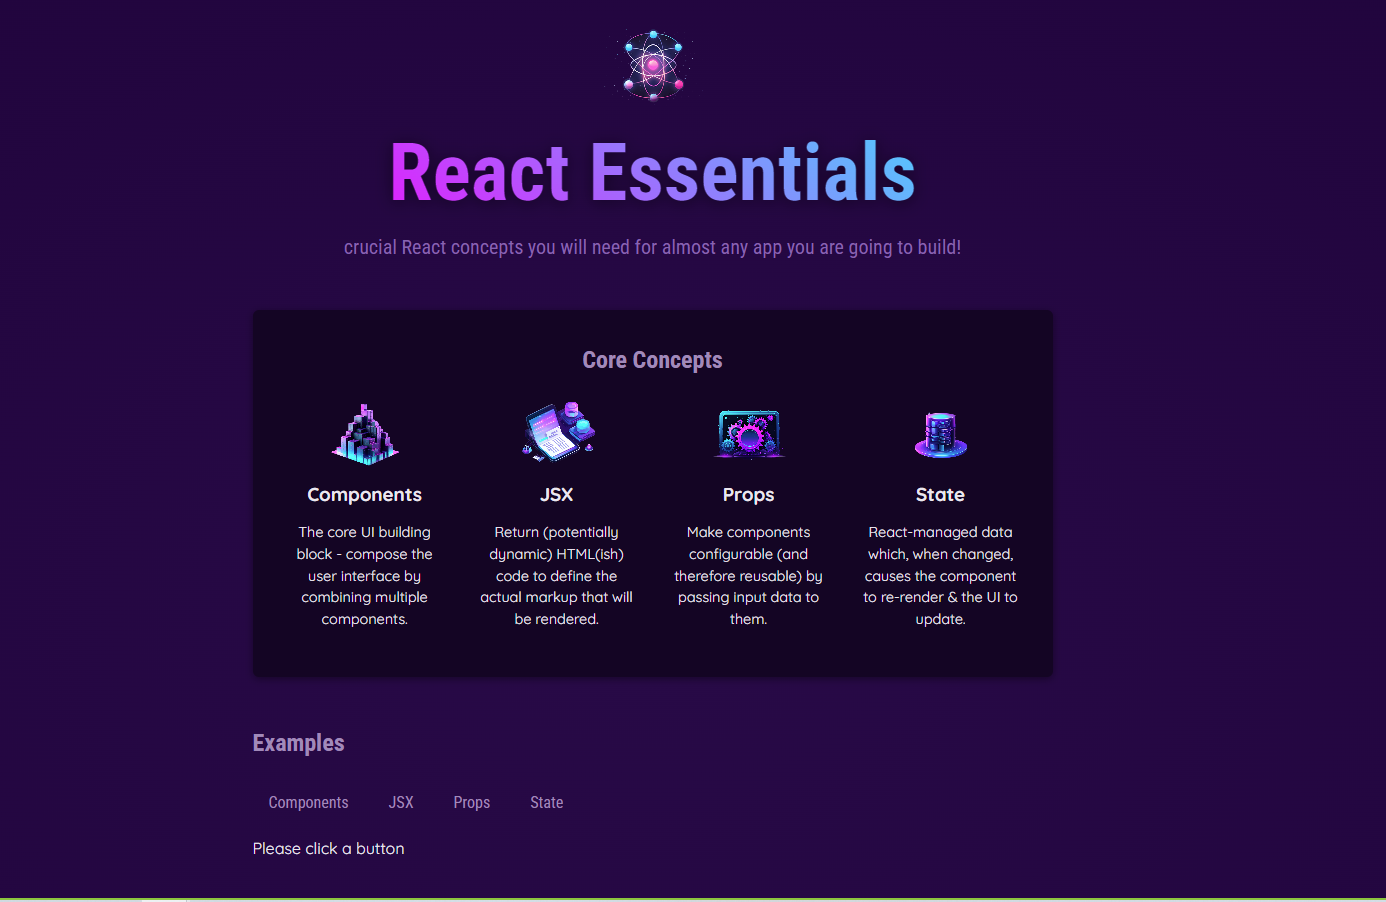 React Essentials
crucial React concepts you will need for almost any app you are going to build!
Core Concepts
Components
The core UI building
block - compose the
user interface by
combining multiple
components.
JSX
Return (potentially
dynamic) HTML(ish)
code to define the
actual markup that will
be rendered.
Props
Make components
configurable (and
therefore reusable) by
passing input data to
them.
State
React-managed data
which, when changed,
causes the component
to re-render & the UI to
update.
Examples
Components JSX Props State
Please click a button